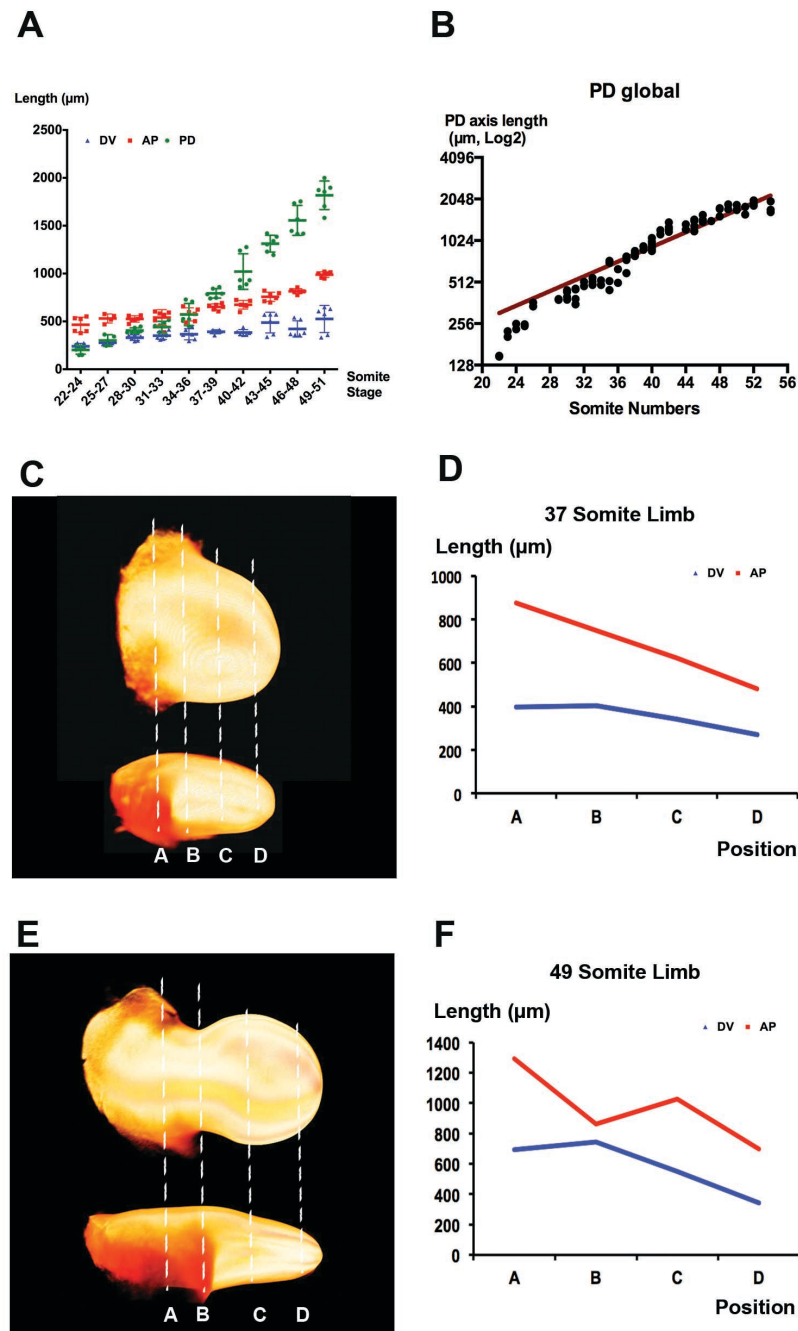 A
Length (µm)
DV AP PD
2500
2000
1500
1000
500
0
22-24 25-27 28-30 31-33 34-36 37-39 40-42 43-45 46-48 49-51
Somite
Stage
B
PD global
PD axis length
(µm, Log2)
4096
2048
1024
512
256
128
20 24 28 32 36 40 44 48 52 56
Somite Numbers
C
A B C D
D
37 Somite Limb
Length (µm)
DV AP
1000
800
600
400
200
0
A B C D
Position
E
A B C D
F
49 Somite Limb
Length (µm)
DV AP
1400
1200
1000
800
600
400
200
0
A B C D
Position